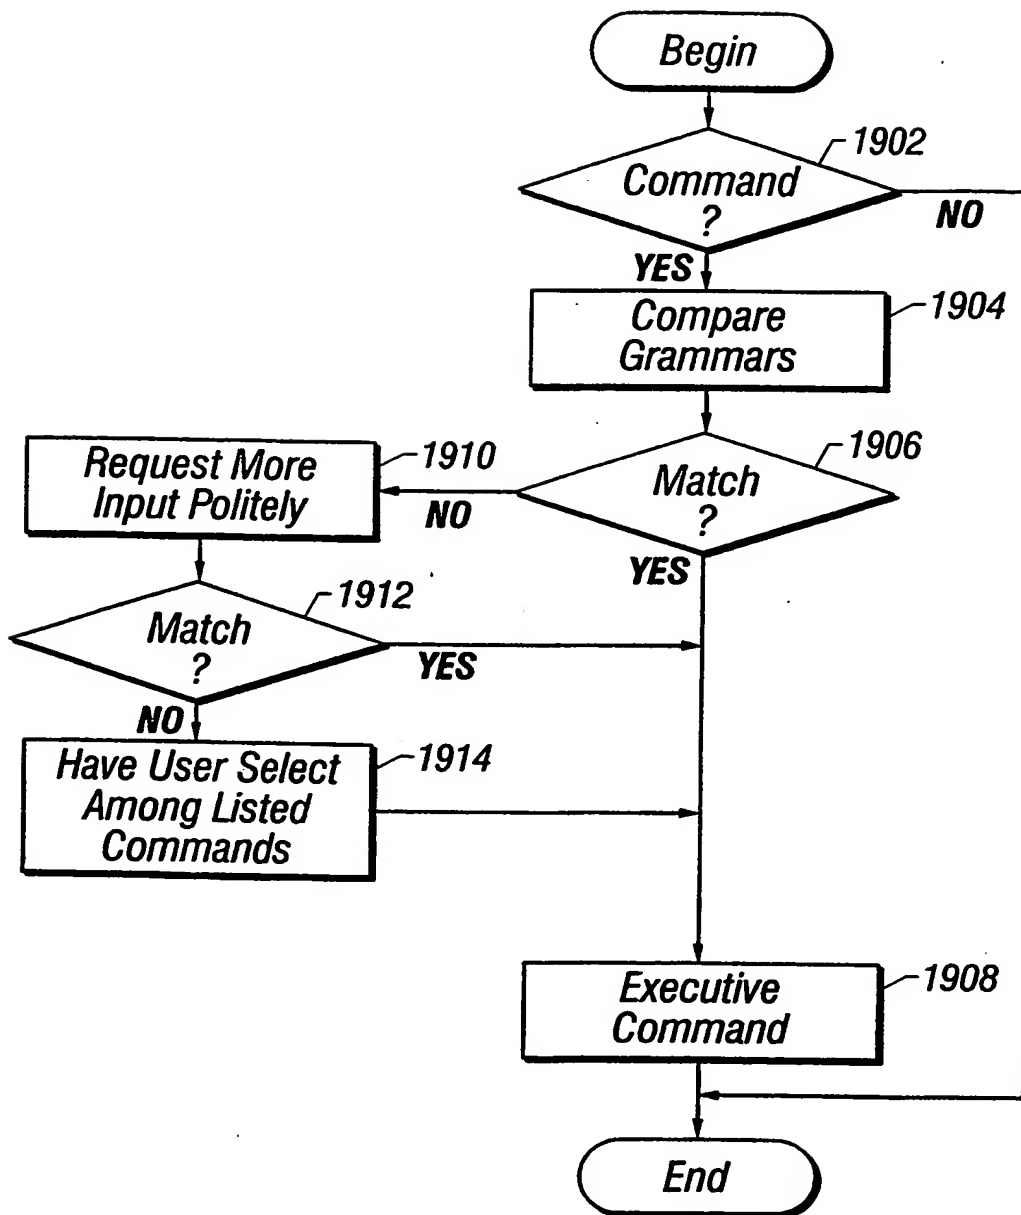 Begin
1902
Command
?
NO
YES
Compare
Grammars
1904
Match
?
1906
NO
YES
Request More
Input Politely
1910
Match
?
1912
YES
NO
Have User Select
Among Listed
Commands
1914
Executive
Command
1908
End